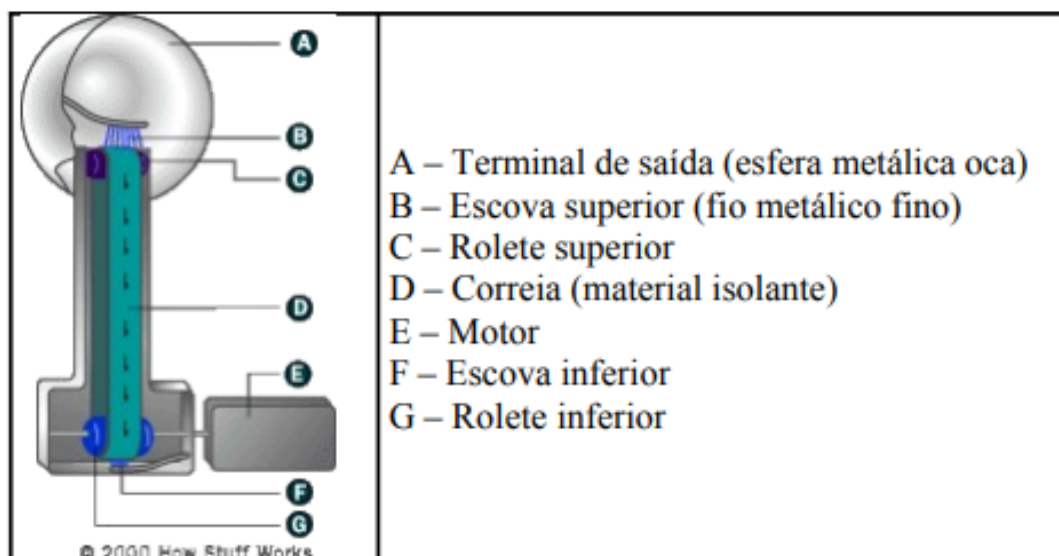 A
B
C
D
E
F
G
© 2000 How Stuff Works
A – Terminal de saída (esfera metálica oca)
B – Escova superior (fio metálico fino)
C – Rolete superior
D – Correia (material isolante)
E – Motor
F – Escova inferior
G – Rolete inferior